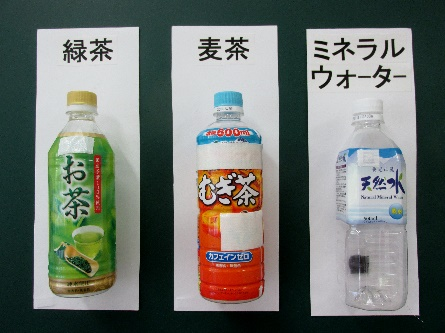 緑茶
お茶
麦茶
600ml
むぎ茶
カフェインゼロ
ミネラル
ウォーター
天然水
Natural Mineral Water